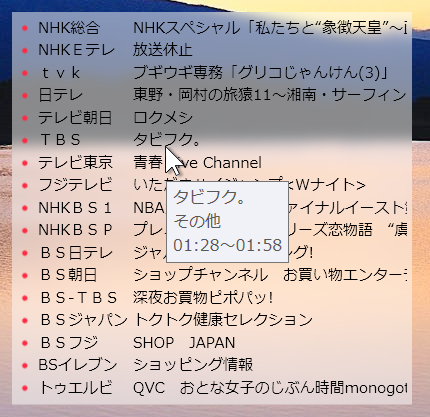 NHK総合 NHKスペシャル「私たちと“象徴天皇”～i
NHKEテレ 放送休止
ｔｖｋ ブギウギ専務「グリコじゃんけん(3)」
日テレ 東野・岡村の旅猿11～湘南・サーフィン
テレビ朝日 ロクメシ
ＴＢＳ タビフク。
テレビ東京 青春 ve Channel
フジテレビ いただ <Wナイト>
NHKＢＳ１ NBA ァイナルイースト
NHKＢＳＰ プレ リーズ恋物語 “虐
ＢＳ日テレ ジャ ング!
ＢＳ朝日 ショップチャンネル お買い物エンターテ
ＢＳ-ＴＢＳ 深夜お買物ピポパッ!
ＢＳジャパン トクトク健康セレクション
ＢＳフジ SHOP JAPAN
BSイレブン ショッピング情報
トゥエルビ QVC おとな女子のじぶん時間monogot
タビフク。
その他
01:28～01:58